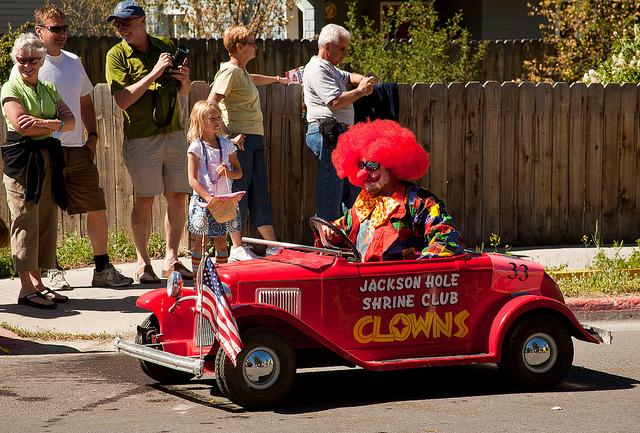 33
JACKSON HOLE
SHRINE CLUB
CLOWNS